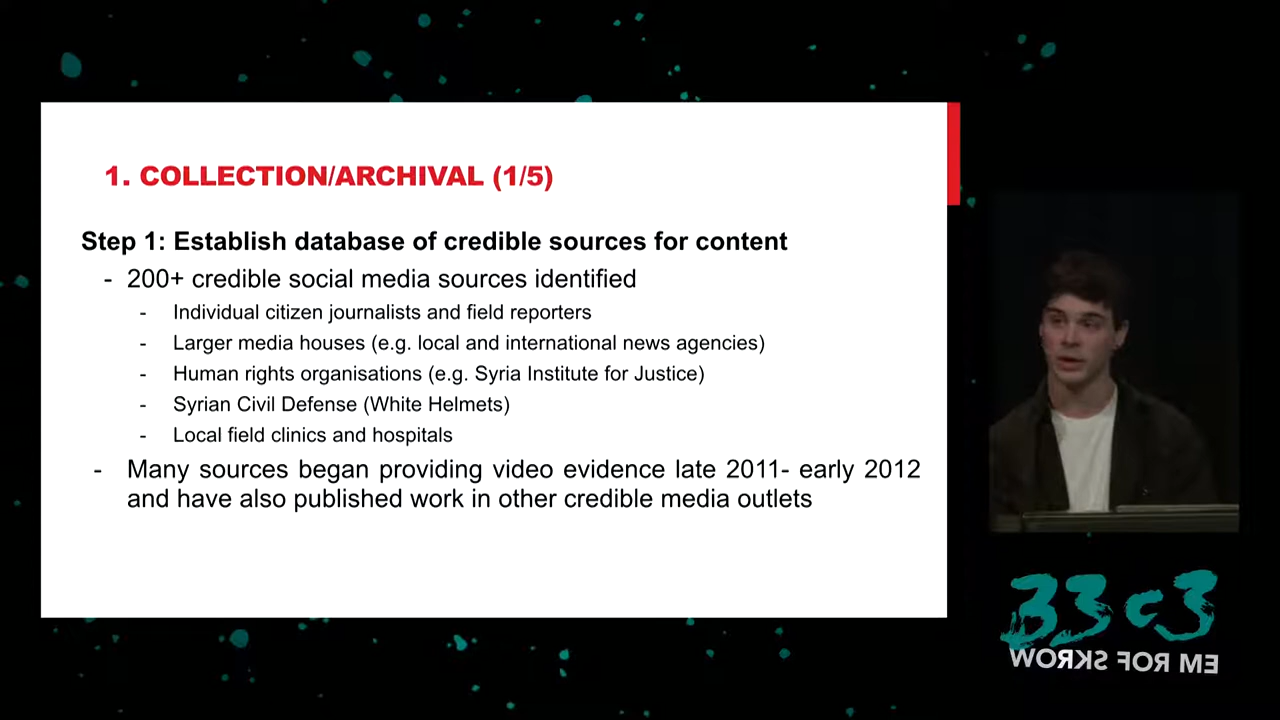 1. COLLECTION/ARCHIVAL (1/5)
Step 1: Establish database of credible sources for content
- 200+ credible social media sources identified
- Individual citizen journalists and field reporters
- Larger media houses (e.g. local and international news agencies)
- Human rights organisations (e.g. Syria Institute for Justice)
- Syrian Civil Defense (White Helmets)
- Local field clinics and hospitals
- Many sources began providing video evidence late 2011- early 2012
and have also published work in other credible media outlets
33c3
WORKS FOR ME